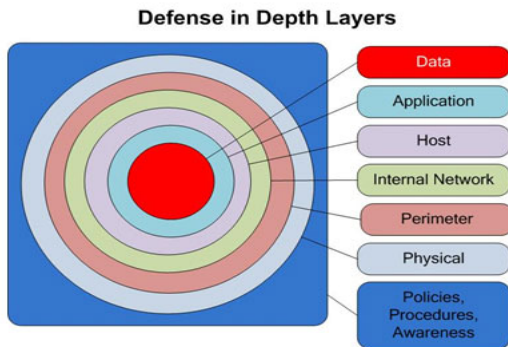 Defense in Depth Layers
Data
Application
Host
Internal Network
Perimeter
Physical
Policies,
Procedures,
Awareness